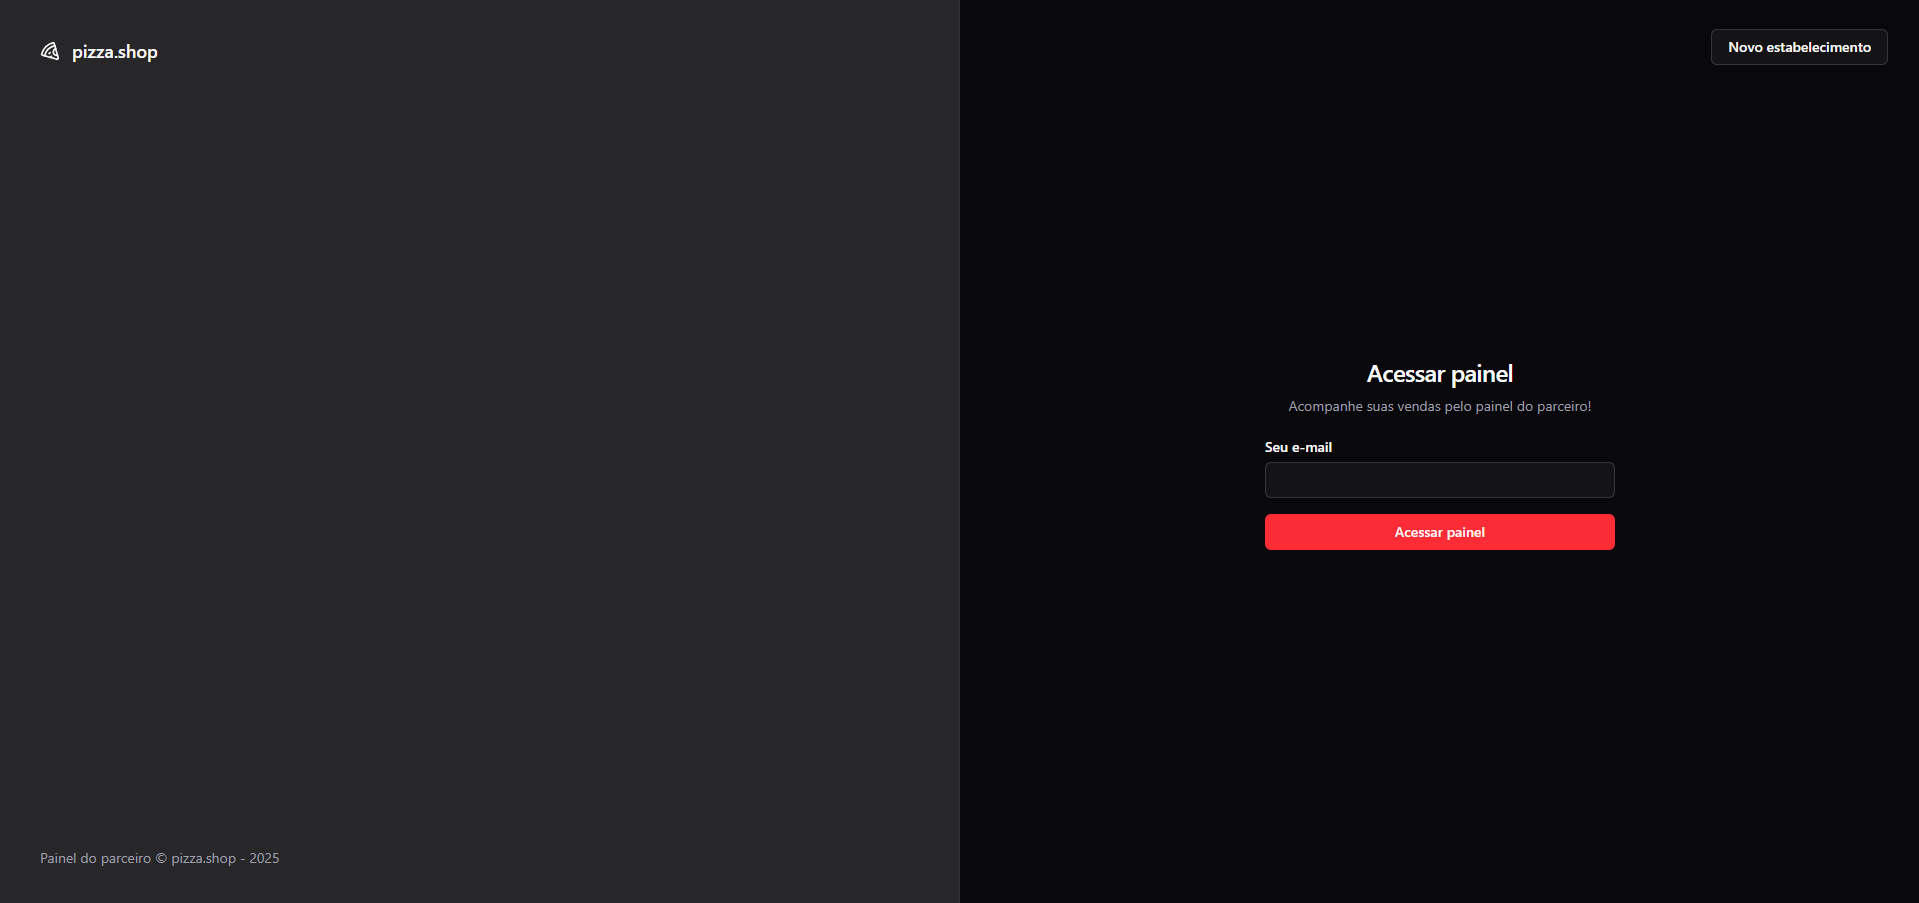 pizza.shop
Novo estabelecimento
Acessar painel
Acompanhe suas vendas pelo painel do parceiro!
Seu e-mail
Acessar painel
Painel do parceiro © pizza.shop - 2025